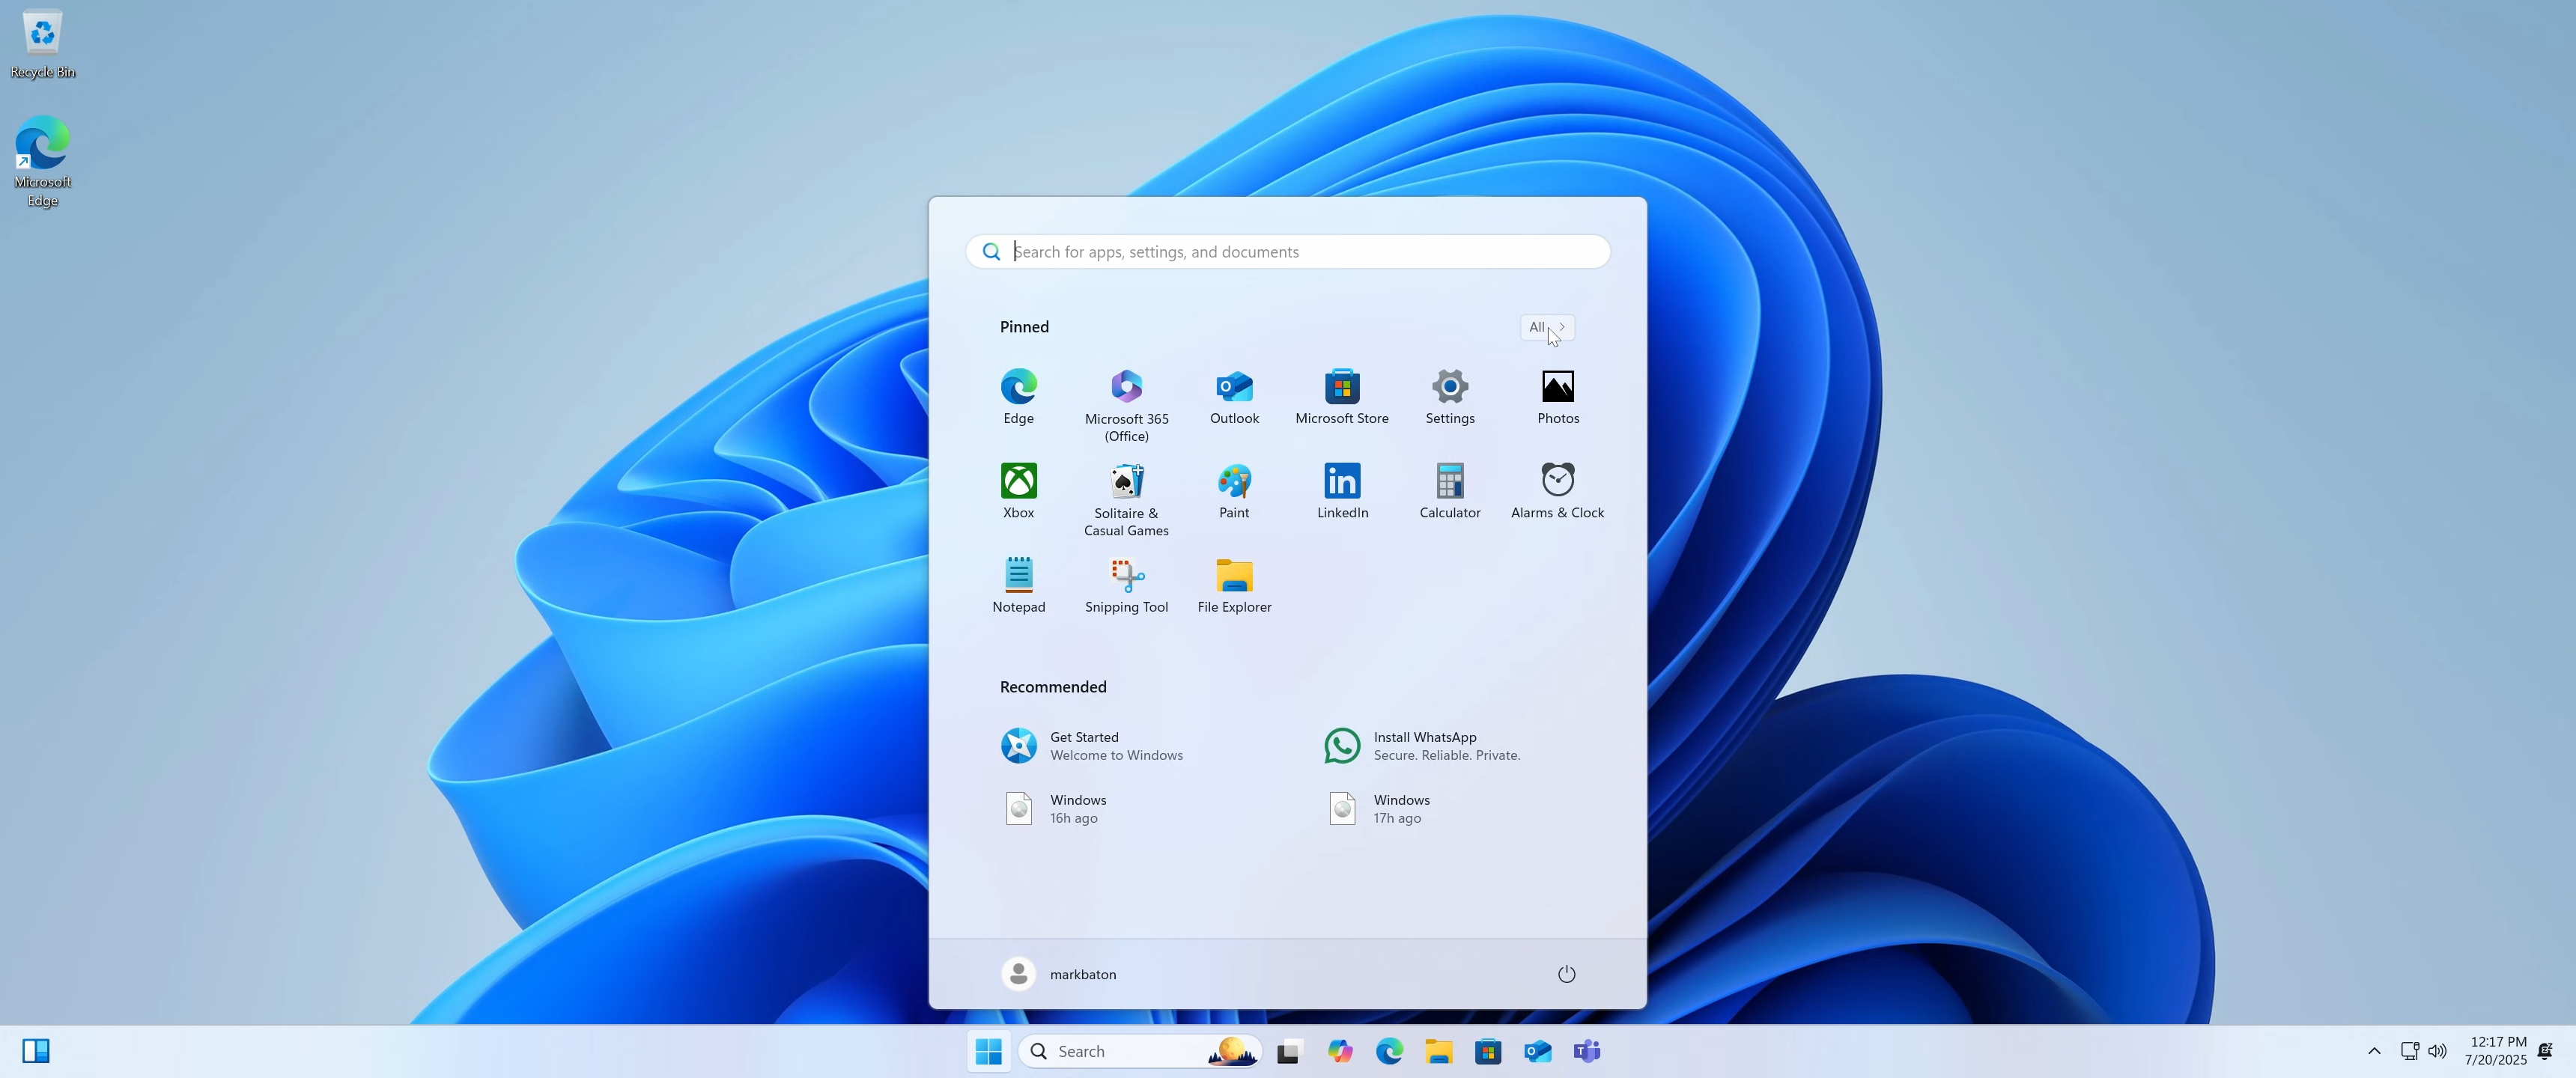 Recycle Bin
Microsoft
Edge
Search for apps, settings, and documents
Pinned
All
Edge
Microsoft 365
(Office)
Outlook
Microsoft Store
Settings
Photos
Xbox
Solitaire &
Casual Games
Paint
LinkedIn
Calculator
Alarms & Clock
Notepad
Snipping Tool
File Explorer
Recommended
Get Started
Welcome to Windows
Install WhatsApp
Secure. Reliable. Private.
Windows
16h ago
Windows
17h ago
markbaton
Search
12:17 PM
7/20/2025